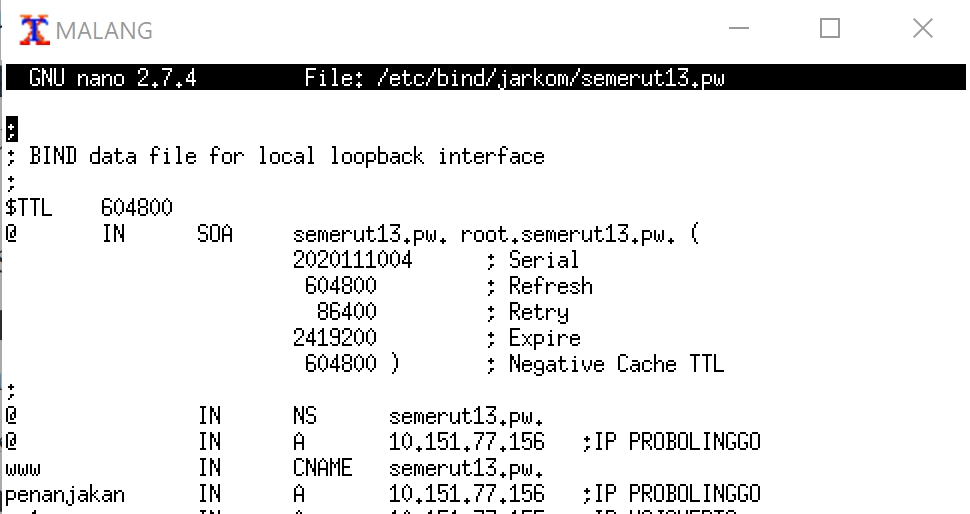 MALANG
GNU nano 2.7.4 File: /etc/bind/jarkom/semerut13.pw
;
; BIND data file for local loopback interface
;
$TTL 604800
@ IN SOA semerut13.pw. root.semerut13.pw. (
2020111004 ; Serial
604800 ; Refresh
86400 ; Retry
2419200 ; Expire
604800 ) ; Negative Cache TTL
;
@ IN NS semerut13.pw.
@ IN A 10.151.77.156 ;IP PROBOLINGGO
www IN CNAME semerut13.pw.
penanjakan IN A 10.151.77.156 ;IP PROBOLINGGO